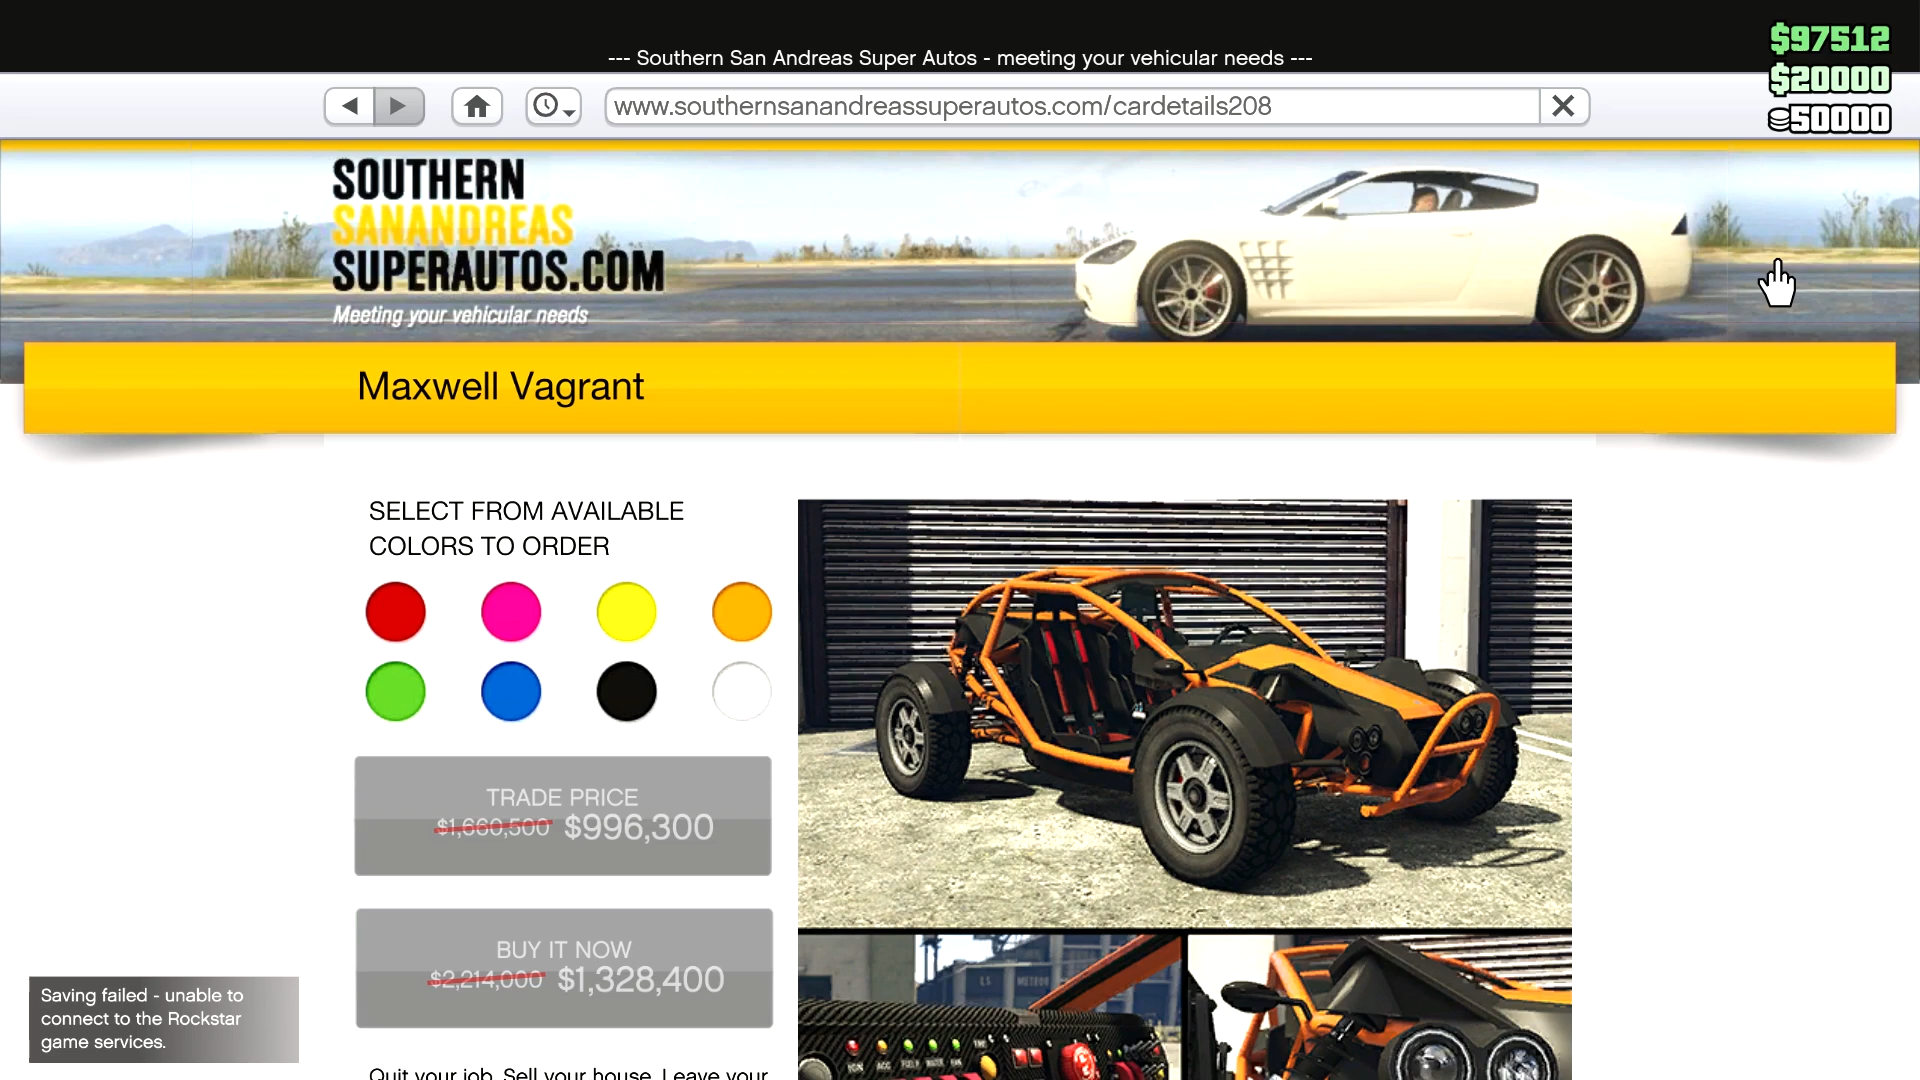 --- Southern San Andreas Super Autos - meeting your vehicular needs ---
$97512
$20000
50000
www.southernsanandreassuperautos.com/cardetails208
SOUTHERN
SANANDREAS
SUPERAUTOS.COM
Meeting your vehicular needs
Maxwell Vagrant
SELECT FROM AVAILABLE
COLORS TO ORDER
TRADE PRICE
$1,660,500 $996,300
BUY IT NOW
$2,214,000 $1,328,400
Quit your job. Sell your house. Leave your
Saving failed - unable to
connect to the Rockstar
game services.
LS METEOR